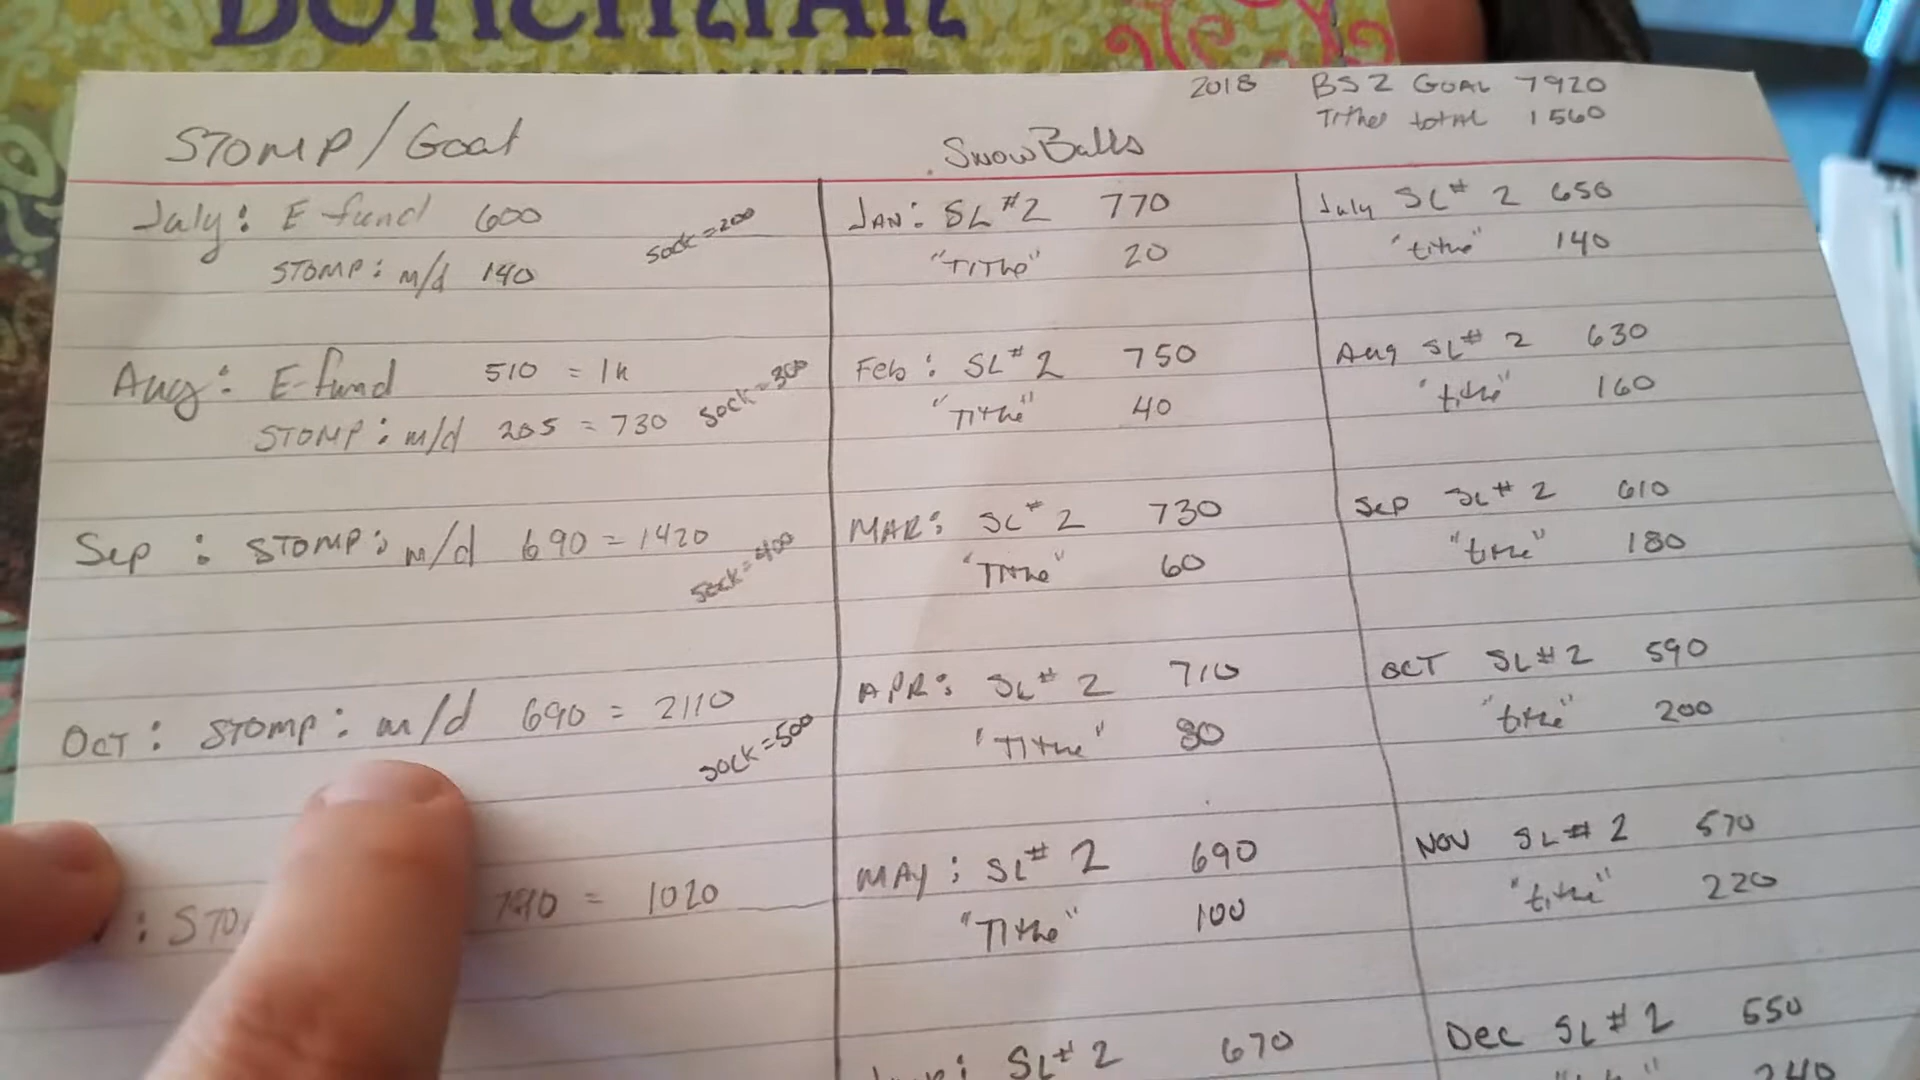 2018 BS2 GOAL 7920
Tithes total 1560
STOMP/Goal
SnowBalls
July: E-fund 600
STOMP: m/d 140
sock=200
Aug: E-fund 510 = 1k
STOMP: m/d 205 = 730
sock=300
Sep : STOMP: m/d 690 = 1420
sock=400
Oct : STOMP: m/d 690 = 2110
sock=500
: STO 790 = 1020
JAN: SL #2 770
"TiThe" 20
Feb : SL #2 750
"Tithe" 40
MAR: SL #2 730
"Tithe" 60
APR: SL #2 710
"Tithe" 80
MAY : SL #2 690
"Tithe" 100
SL #2 670
July SL #2 650
"tithe" 140
Aug SL #2 630
"tithe" 160
Sep SL #2 610
"tithe" 180
OCT SL #2 590
"tithe" 200
NOV SL #2 570
"tithe" 220
Dec SL #2 550
240